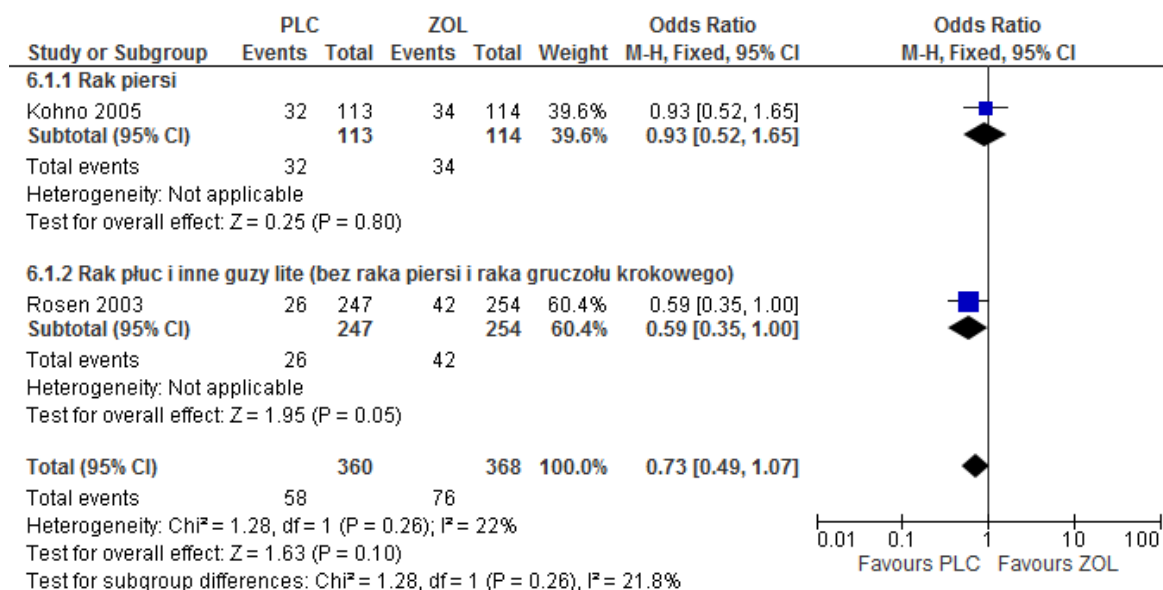 PLC ZOL Odds Ratio Odds Ratio
Study or Subgroup Events Total Events Total Weight M-H, Fixed, 95% CI M-H, Fixed, 95% CI
6.1.1 Rak piersi
Kohno 2005 32 113 34 114 39.6% 0.93 [0.52, 1.65]
Subtotal (95% CI) 113 114 39.6% 0.93 [0.52, 1.65]
Total events 32 34
Heterogeneity: Not applicable
Test for overall effect: Z = 0.25 (P = 0.80)
6.1.2 Rak płuc i inne guzy lite (bez raka piersi i raka gruczołu krokowego)
Rosen 2003 26 247 42 254 60.4% 0.59 [0.35, 1.00]
Subtotal (95% CI) 247 254 60.4% 0.59 [0.35, 1.00]
Total events 26 42
Heterogeneity: Not applicable
Test for overall effect: Z = 1.95 (P = 0.05)
Total (95% CI) 360 368 100.0% 0.73 [0.49, 1.07]
Total events 58 76
Heterogeneity: Chi² = 1.28, df = 1 (P = 0.26); I² = 22%
Test for overall effect: Z = 1.63 (P = 0.10)
Test for subgroup differences: Chi² = 1.28, df = 1 (P = 0.26), I² = 21.8%
0.01 0.1 1 10 100
Favours PLC Favours ZOL